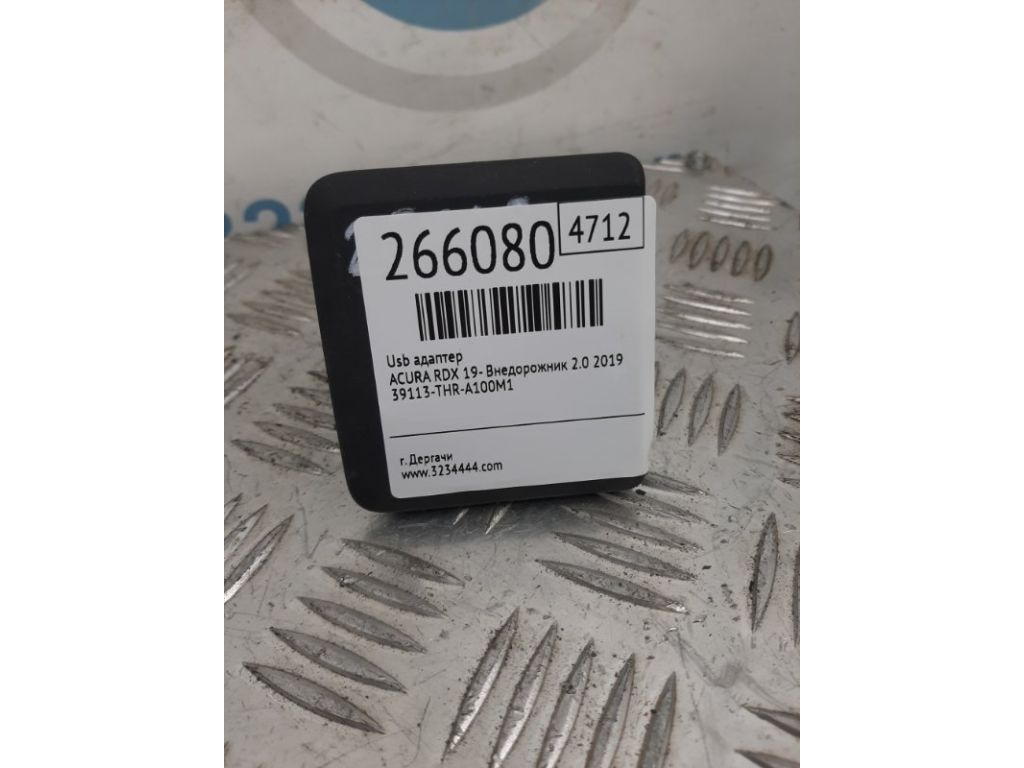 266080
4712
Usb адаптер
ACURA RDX 19- Внедорожник 2.0 2019
39113-THR-A100M1
г. Дергачи
www.3234444.com